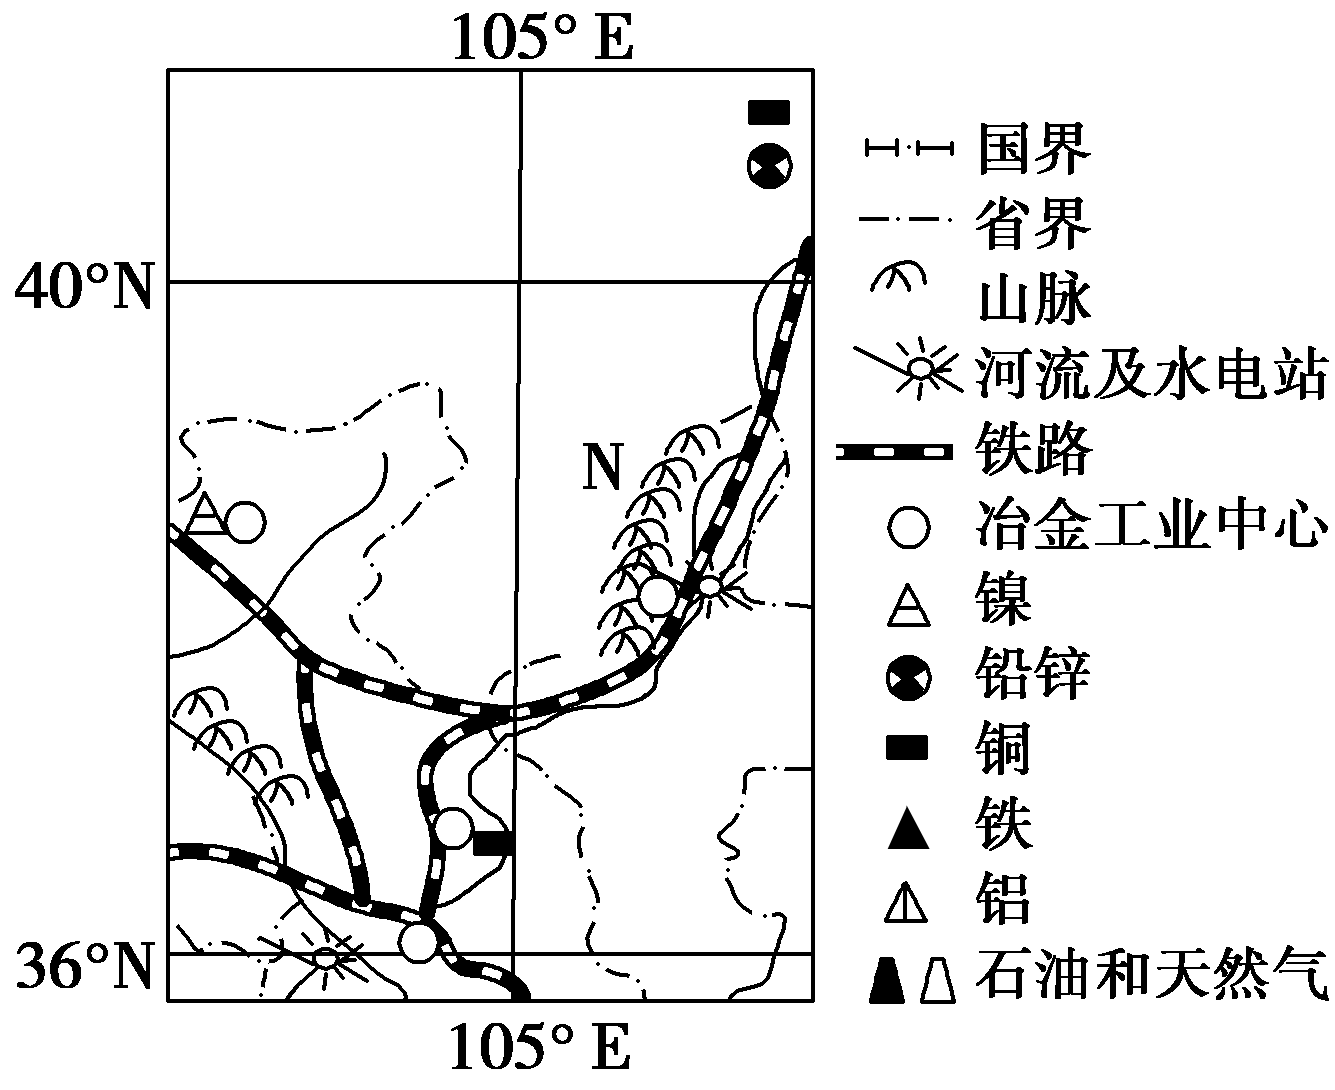 105° E
40°N
N
36°N
105° E
国界
省界
山脉
河流及水电站
铁路
冶金工业中心
镍
铅锌
铜
铁
铝
石油和天然气